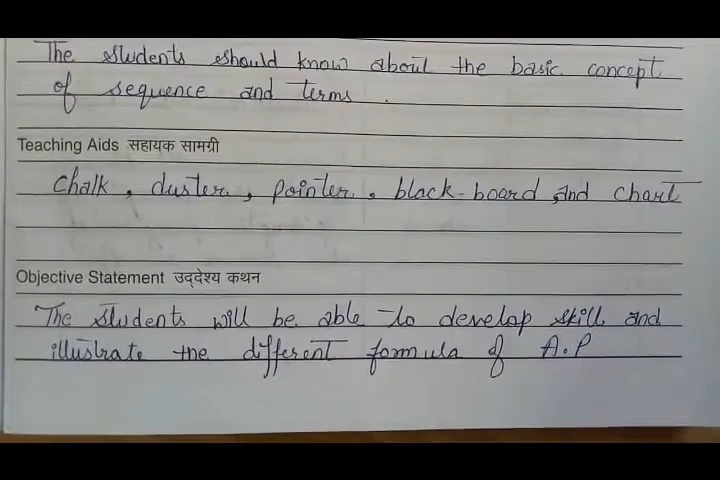 The students should know about the basic concept
of sequence and terms.
Teaching Aids सहायक सामग्री
Chalk, duster, pointer, black-board and chart
Objective Statement उद्देश्य कथन
The students will be able to develop skill and
illustrate the different formula of A.P